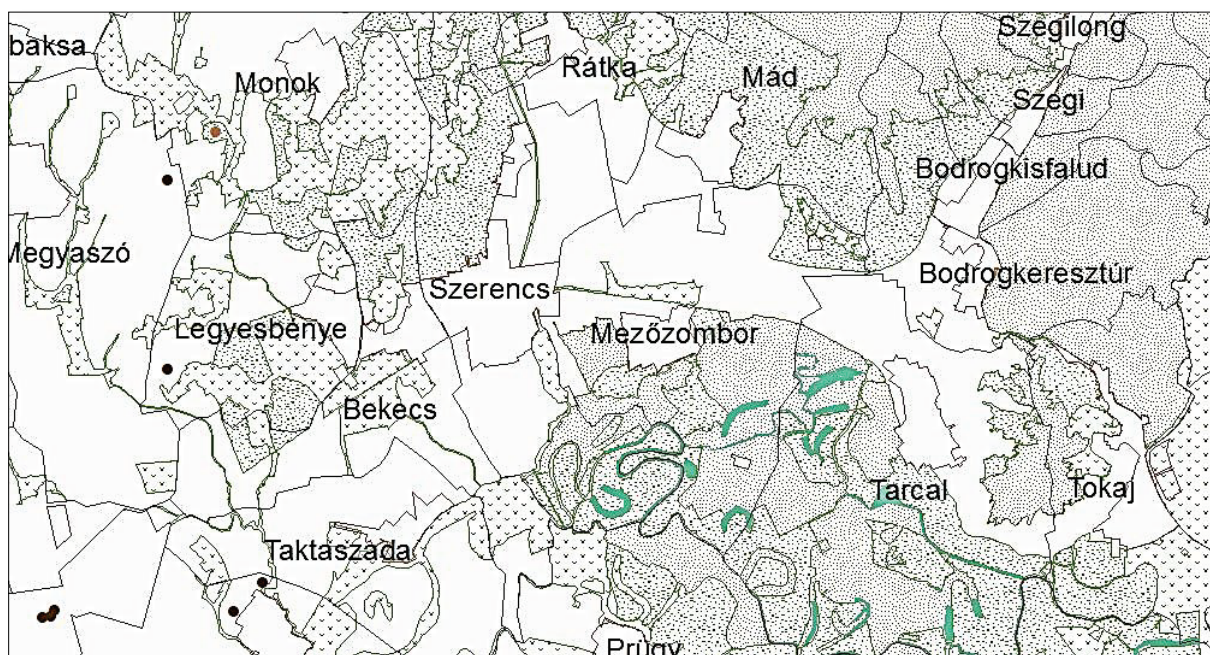 Szegilong
baksa
Rátka
Mád
Monok
Szegi
Bodrogkisfalud
Megyaszó
Bodrogkeresztúr
Szerencs
Legyesbénye
Mezőzombor
Bekecs
Tarcal
Tokaj
Taktaszada
Prügy